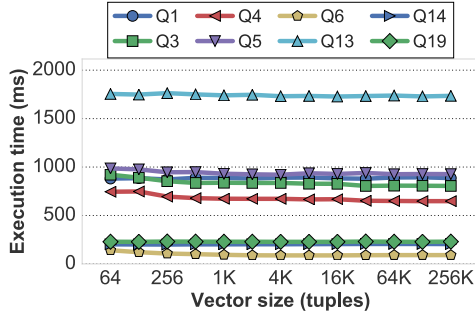 Q1 Q4 Q6 Q14
Q3 Q5 Q13 Q19
Execution time (ms)
2000
1500
1000
500
0
64 256 1K 4K 16K 64K 256K
Vector size (tuples)